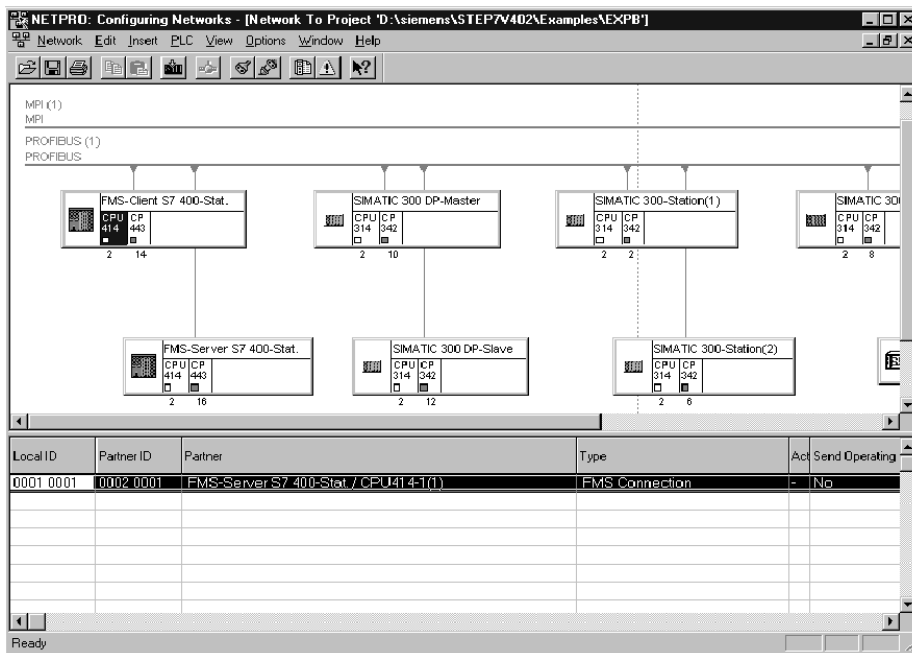 NETPRO: Configuring Networks - [Network To Project 'D:\siemens\STEP7V402\Examples\EXPB']
Network Edit Insert PLC View Options Window Help
MPI (1)
MPI
PROFIBUS (1)
PROFIBUS
FMS-Client S7 400-Stat.
CPU 414 CP 443
2 14
SIMATIC 300 DP-Master
CPU 314 CP 342
2 10
SIMATIC 300-Station(1)
CPU 314 CP 342
2 2
SIMATIC 30
CPU 314 CP 342
2 8
FMS-Server S7 400-Stat.
CPU 414 CP 443
2 16
SIMATIC 300 DP-Slave
CPU 314 CP 342
2 12
SIMATIC 300-Station(2)
CPU 314 CP 342
2 6
Local ID Partner ID Partner Type Act Send Operating
0001 0001 0002 0001 FMS-Server S7 400-Stat. / CPU414-1(1) FMS Connection - No
Ready